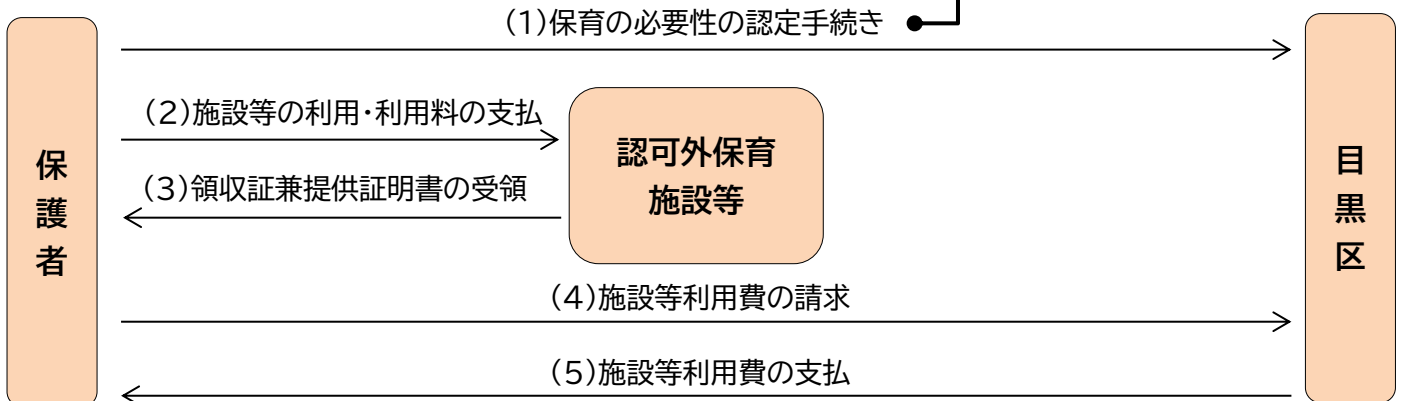 (1)保育の必要性の認定手続き
(2)施設等の利用・利用料の支払
認可外保育
施設等
(3)領収証兼提供証明書の受領
保護者
目黒区
(4)施設等利用費の請求
(5)施設等利用費の支払